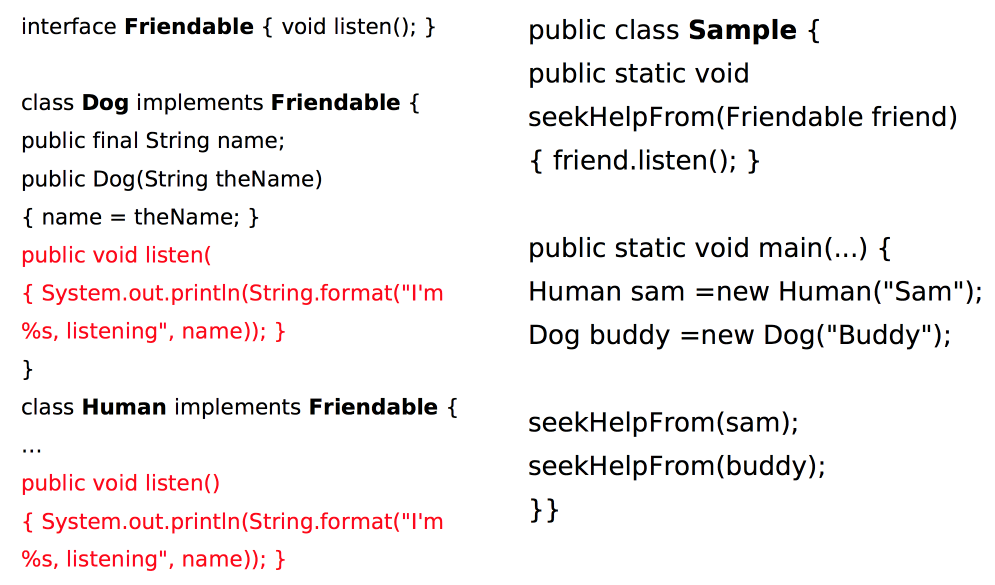 interface Friendable { void listen(); }
class Dog implements Friendable {
public final String name;
public Dog(String theName)
{ name = theName; }
public void listen(
{ System.out.println(String.format("I'm
%s, listening", name)); }
}
class Human implements Friendable {
...
public void listen()
{ System.out.println(String.format("I'm
%s, listening", name)); }
public class Sample {
public static void
seekHelpFrom(Friendable friend)
{ friend.listen(); }
public static void main(...) {
Human sam =new Human("Sam");
Dog buddy =new Dog("Buddy");
seekHelpFrom(sam);
seekHelpFrom(buddy);
}}